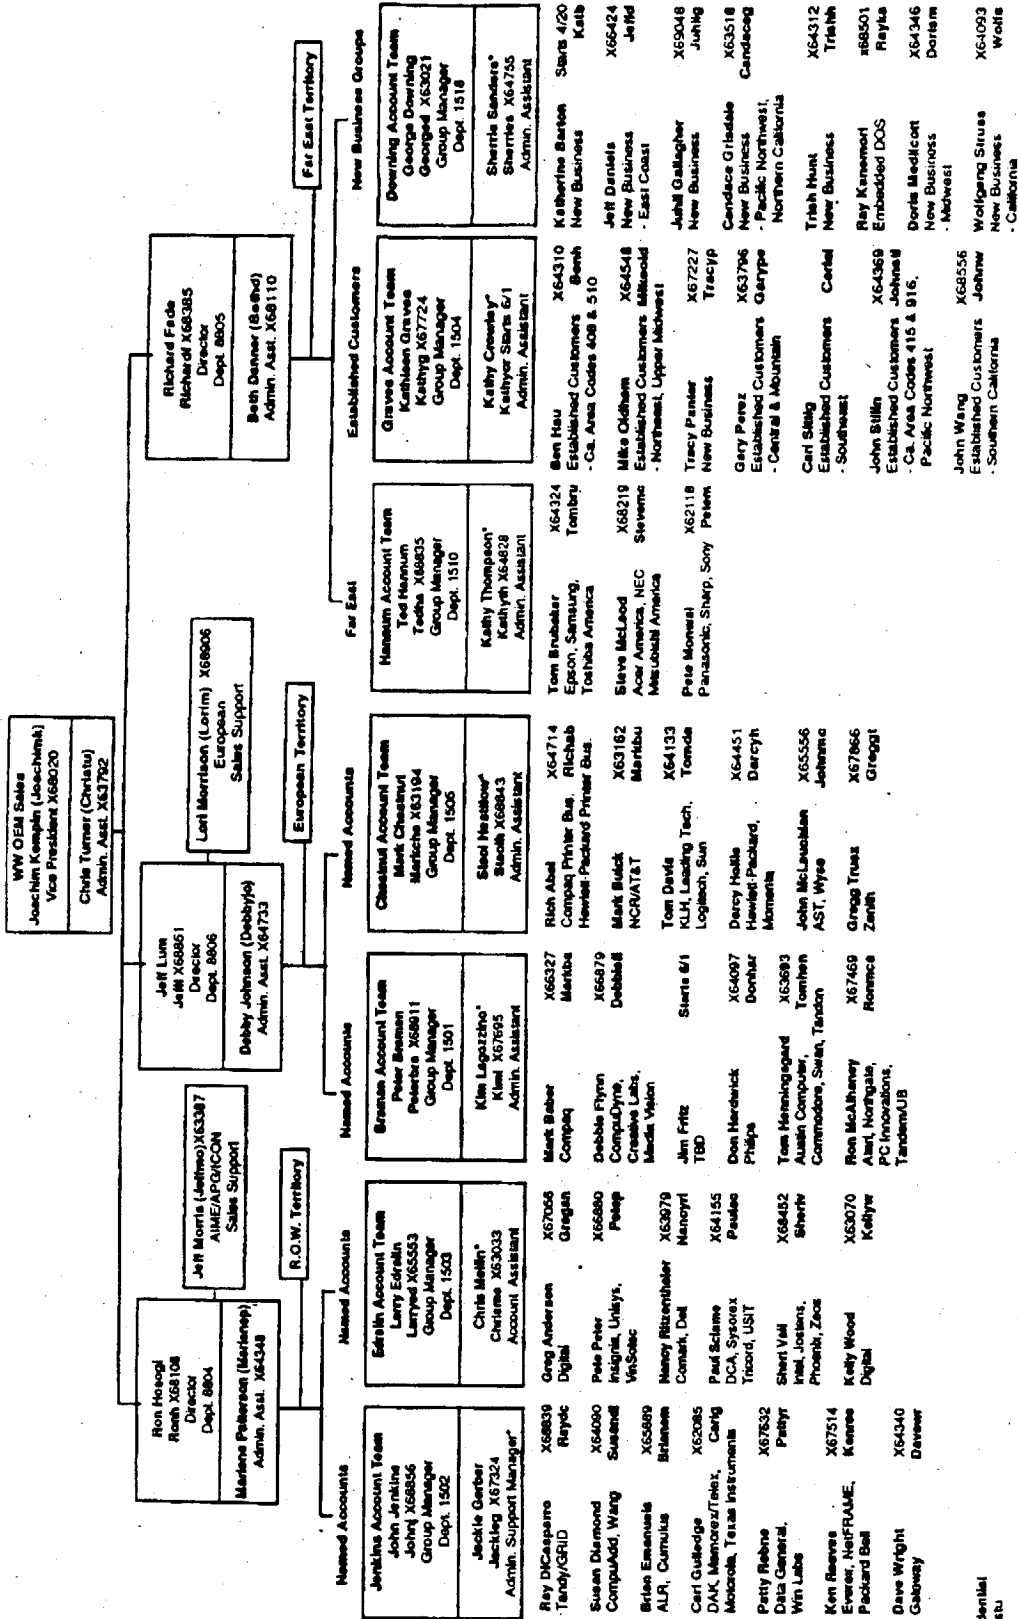 WW OEM Sales
Joachim Kempin (Joachimk)
Vice President X68020
Chris Turner (Christu)
Admin. Asst. X63792
Ron Hosogi
Ronh X68108
Director
Dept. 8804
Marlene Patterson (Marlenep)
Admin. Asst. X64348
Jeff Morris (Jeffmo) X63387
AIME/APG/ICON
Sales Support
R.O.W. Territory
Jeff Lum
Jeffl X68851
Director
Dept. 8806
Debby Johnson (Debbyjo)
Admin. Asst. X64733
Lori Morrison (Lorim) X68906
European
Sales Support
European Territory
Richard Fade
Richardf X68385
Director
Dept. 8805
Beth Danner (Bethd)
Admin. Asst. X68110
Far East Territory
Named Accounts
Jenkins Account Team
John Jenkins
Johnj X68856
Group Manager
Dept. 1502
Jackie Gerber
Jackieg X67324
Admin. Support Manager*
Ray DiCasparro X68839
Tandy/GRID Raydc
Susan Diamond X64090
CompuAdd, Wang Susandi
Brian Emanuels X65889
ALR, Cumulus Brianem
Carl Gulledge X62085
DAK, Memorex/Telex, Carlg
Motorola, Texas Instruments
Patty Rebne X67632
Data General, Pattyr
Win Labs
Ken Reeves X67514
Everex, NetFRAME, Kenree
Packard Bell
Dave Wright X64340
Gateway Davewr
Named Accounts
Edralin Account Team
Larry Edralin
Larryed X65553
Group Manager
Dept. 1503
Chris Meflin*
Chrisme X63033
Account Assistant
Greg Anderson X67056
Digital Gregan
Pete Peter X66880
Insignia, Unisys, Petep
VinSotec
Nancy Ritzenthaler X63979
Comark, Dell Nancyri
Paul Sciame X64155
DCA, Sysorex Paulsc
Tricord, USIT
Sheri Vail X68452
Intel, Jostens, Sheriv
Phoenix, Zeos
Kelly Wood X63070
Digital Kellyw
Named Accounts
Breman Account Team
Peter Breman
Peterbre X68911
Group Manager
Dept. 1501
Kim Lagozzino*
Kiml X67695
Admin. Assistant
Mark Baber X66327
Compaq Markba
Debbie Flynn X66879
CompuDyne, Debbiefl
Creative Labs,
Media Vision
Jim Fritz Starts 6/1
TBD
Don Hardwick X64097
Philips Donhar
Tom Henningsgard X63693
Austin Computer, Tomhen
Commodore, Swan, Tandon
Ron McAlhaney X67469
Atari, Northgate, Ronmca
PC Innovations,
Tandem/UB
Named Accounts
Chestnut Account Team
Mark Chestnut
Markche X63194
Group Manager
Dept. 1505
Staci Heatilow*
Stacih X68843
Admin. Assistant
Rich Abel X64714
Compaq Printer Bus. Richab
Hewlett-Packard Printer Bus.
Mark Buick X63162
NCR/AT&T Markbu
Tom Davis X64133
KLH, Leading Tech, Tomda
Logitech, Sun
Darcy Hollis X64451
Hewlett-Packard, Darcyh
Momenta
John McLauchlan X65556
AST, Wyse Johnmc
Gregg Truex X67866
Zenith Greggt
Far East
Hannum Account Team
Ted Hannum
Tedha X68835
Group Manager
Dept. 1510
Kathy Thompson*
Kathyth X64828
Admin. Assistant
Tom Brubaker X64324
Epson, Samsung, Tombru
Toshiba America
Steve McLeod X68219
Acer America, NEC Stevemc
Mitsubishi America
Pete Moneral X62118
Panasonic, Sharp, Sony Petem
Established Customers
Graves Account Team
Kathleen Graves
Kathyg X67724
Group Manager
Dept. 1504
Kathy Crowley*
Kathycr Starts 6/1
Admin. Assistant
Ben Hau X64310
Established Customers Benh
- Ca. Area Codes 408 & 510
Mike Oldham X64548
Established Customers Mikeold
- Northeast, Upper Midwest
Tracy Panter X67227
New Business Tracyp
Gary Perez X63796
Established Customers Garype
- Central & Mountain
Carl Sittig
Established Customers Carlsi
- Southeast
John Stillin X64369
Established Customers Johnsti
- Ca. Area Codes 415 & 916,
Pacific Northwest
John Wang X68556
Established Customers Johnw
- Southern California
New Business Groups
Downing Account Team
George Downing
Georged X63021
Group Manager
Dept. 1518
Sherrie Sanders*
Sherries X64755
Admin. Assistant
Katherine Barton Starts 4/20
New Business Katb
Jeff Daniels X66424
New Business Jeffd
- East Coast
Juhli Gallagher X69048
New Business Juhlig
Candace Grisdale X63518
New Business Candaceg
- Pacific Northwest,
Northern California
Trish Hunt X64312
New Business Trishh
Ray Kanemori x68501
Embedded DOS Rayka
Doris Medlicott X64346
New Business Dorism
- Midwest
Wolfgang Struss X64093
New Business Wolfs
- California
dential
stu